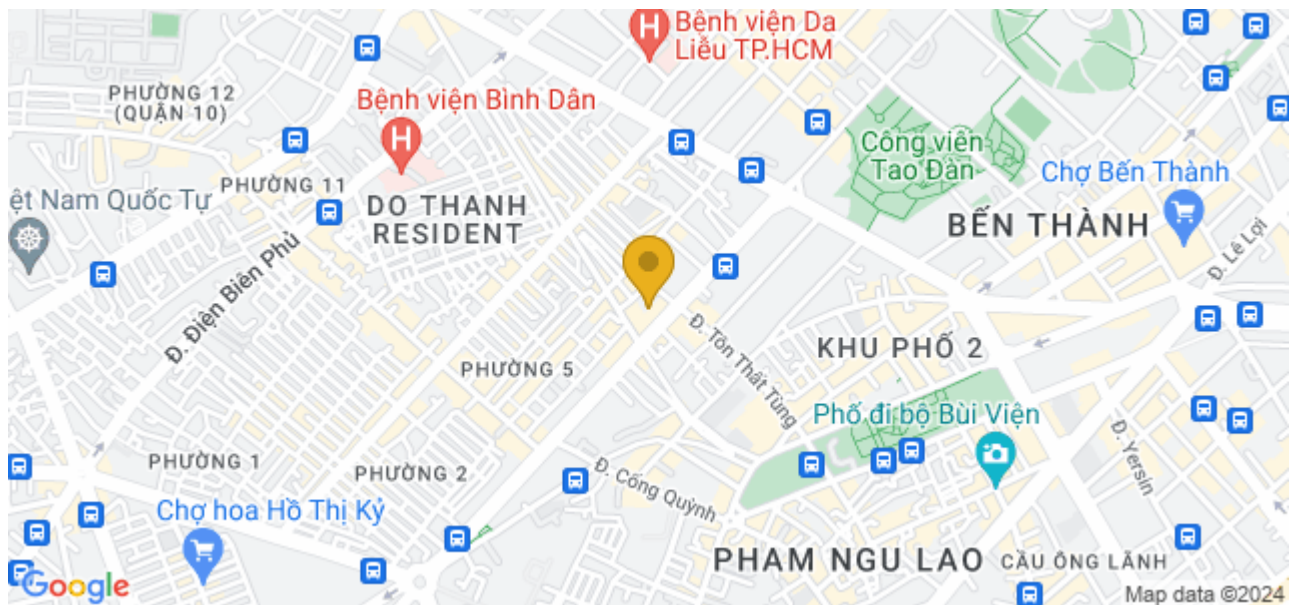 Bệnh viện Da
Liễu TP.HCM
PHƯỜNG 12
(QUẬN 10)
Bệnh viện Bình Dân
Công viên
Tao Đàn
Chợ Bến Thành
PHƯỜNG 11
ệt Nam Quốc Tự
DO THANH
RESIDENT
BẾN THÀNH
Đ. Lê Lợi
Đ. Điện Biên Phủ
Đ. Tôn Thất Tùng
KHU PHỐ 2
PHƯỜNG 5
Phố đi bộ Bùi Viện
Đ. Yersin
PHƯỜNG 1
PHƯỜNG 2
Đ. Cống Quỳnh
Chợ hoa Hồ Thị Kỷ
PHAM NGU LAO
CẦU ÔNG LÃNH
Google
Map data ©2024